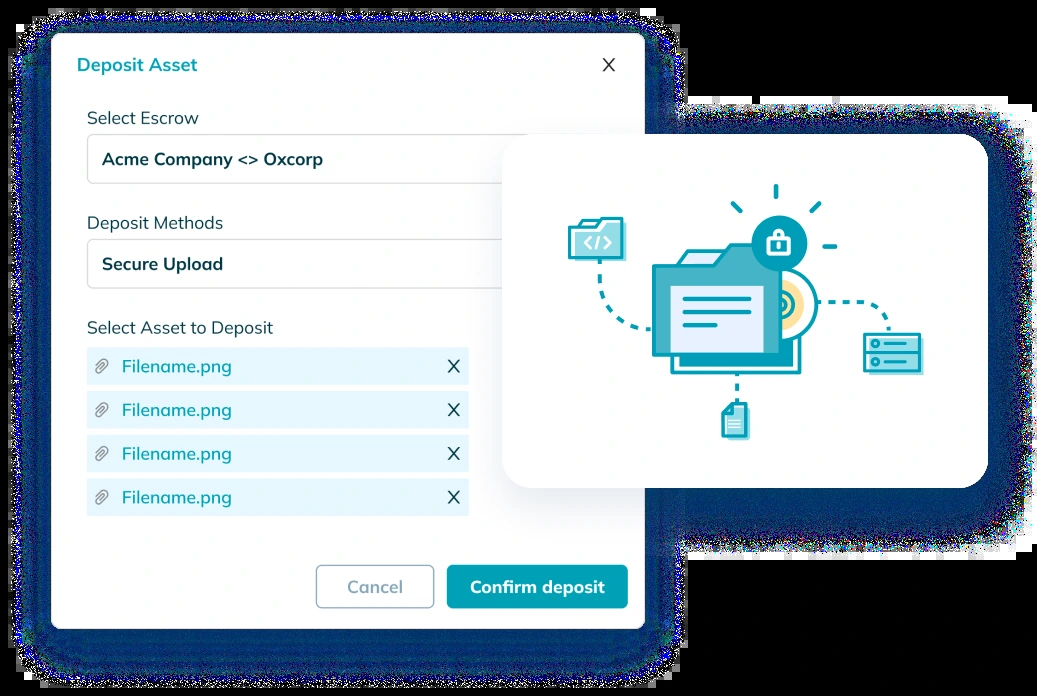 Deposit Asset X
Select Escrow
Acme Company <> Oxcorp
Deposit Methods
Secure Upload
Select Asset to Deposit
Filename.png X
Filename.png X
Filename.png X
Filename.png X
Cancel Confirm deposit